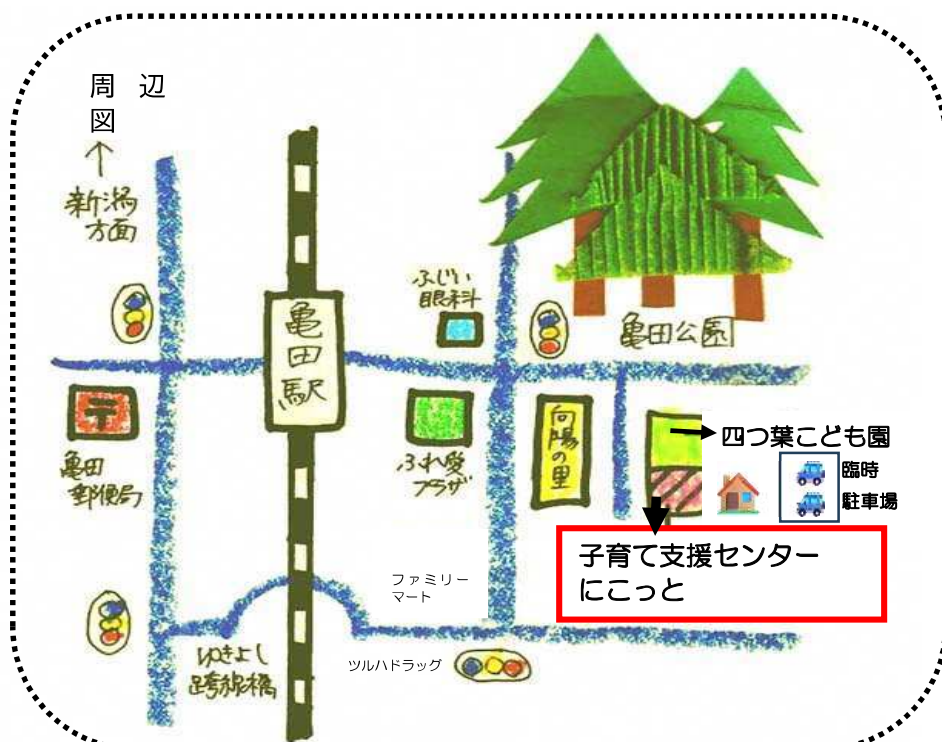 周 辺
図
新潟
方面
ふじい
眼科
亀田公園
亀
田
駅
〒
亀田
郵便局
ふれ愛
プラザ
向陽の里
四つ葉こども園
臨時
駐車場
子育て支援センター
にこっと
ファミリー
マート
ゆきよし
跨線橋
ツルハドラッグ